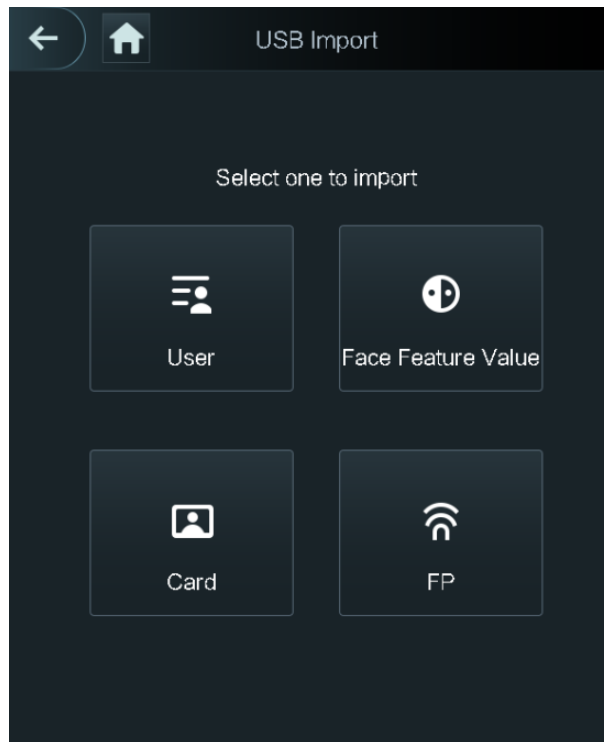 USB Import
Select one to import
User
Face Feature Value
Card
FP